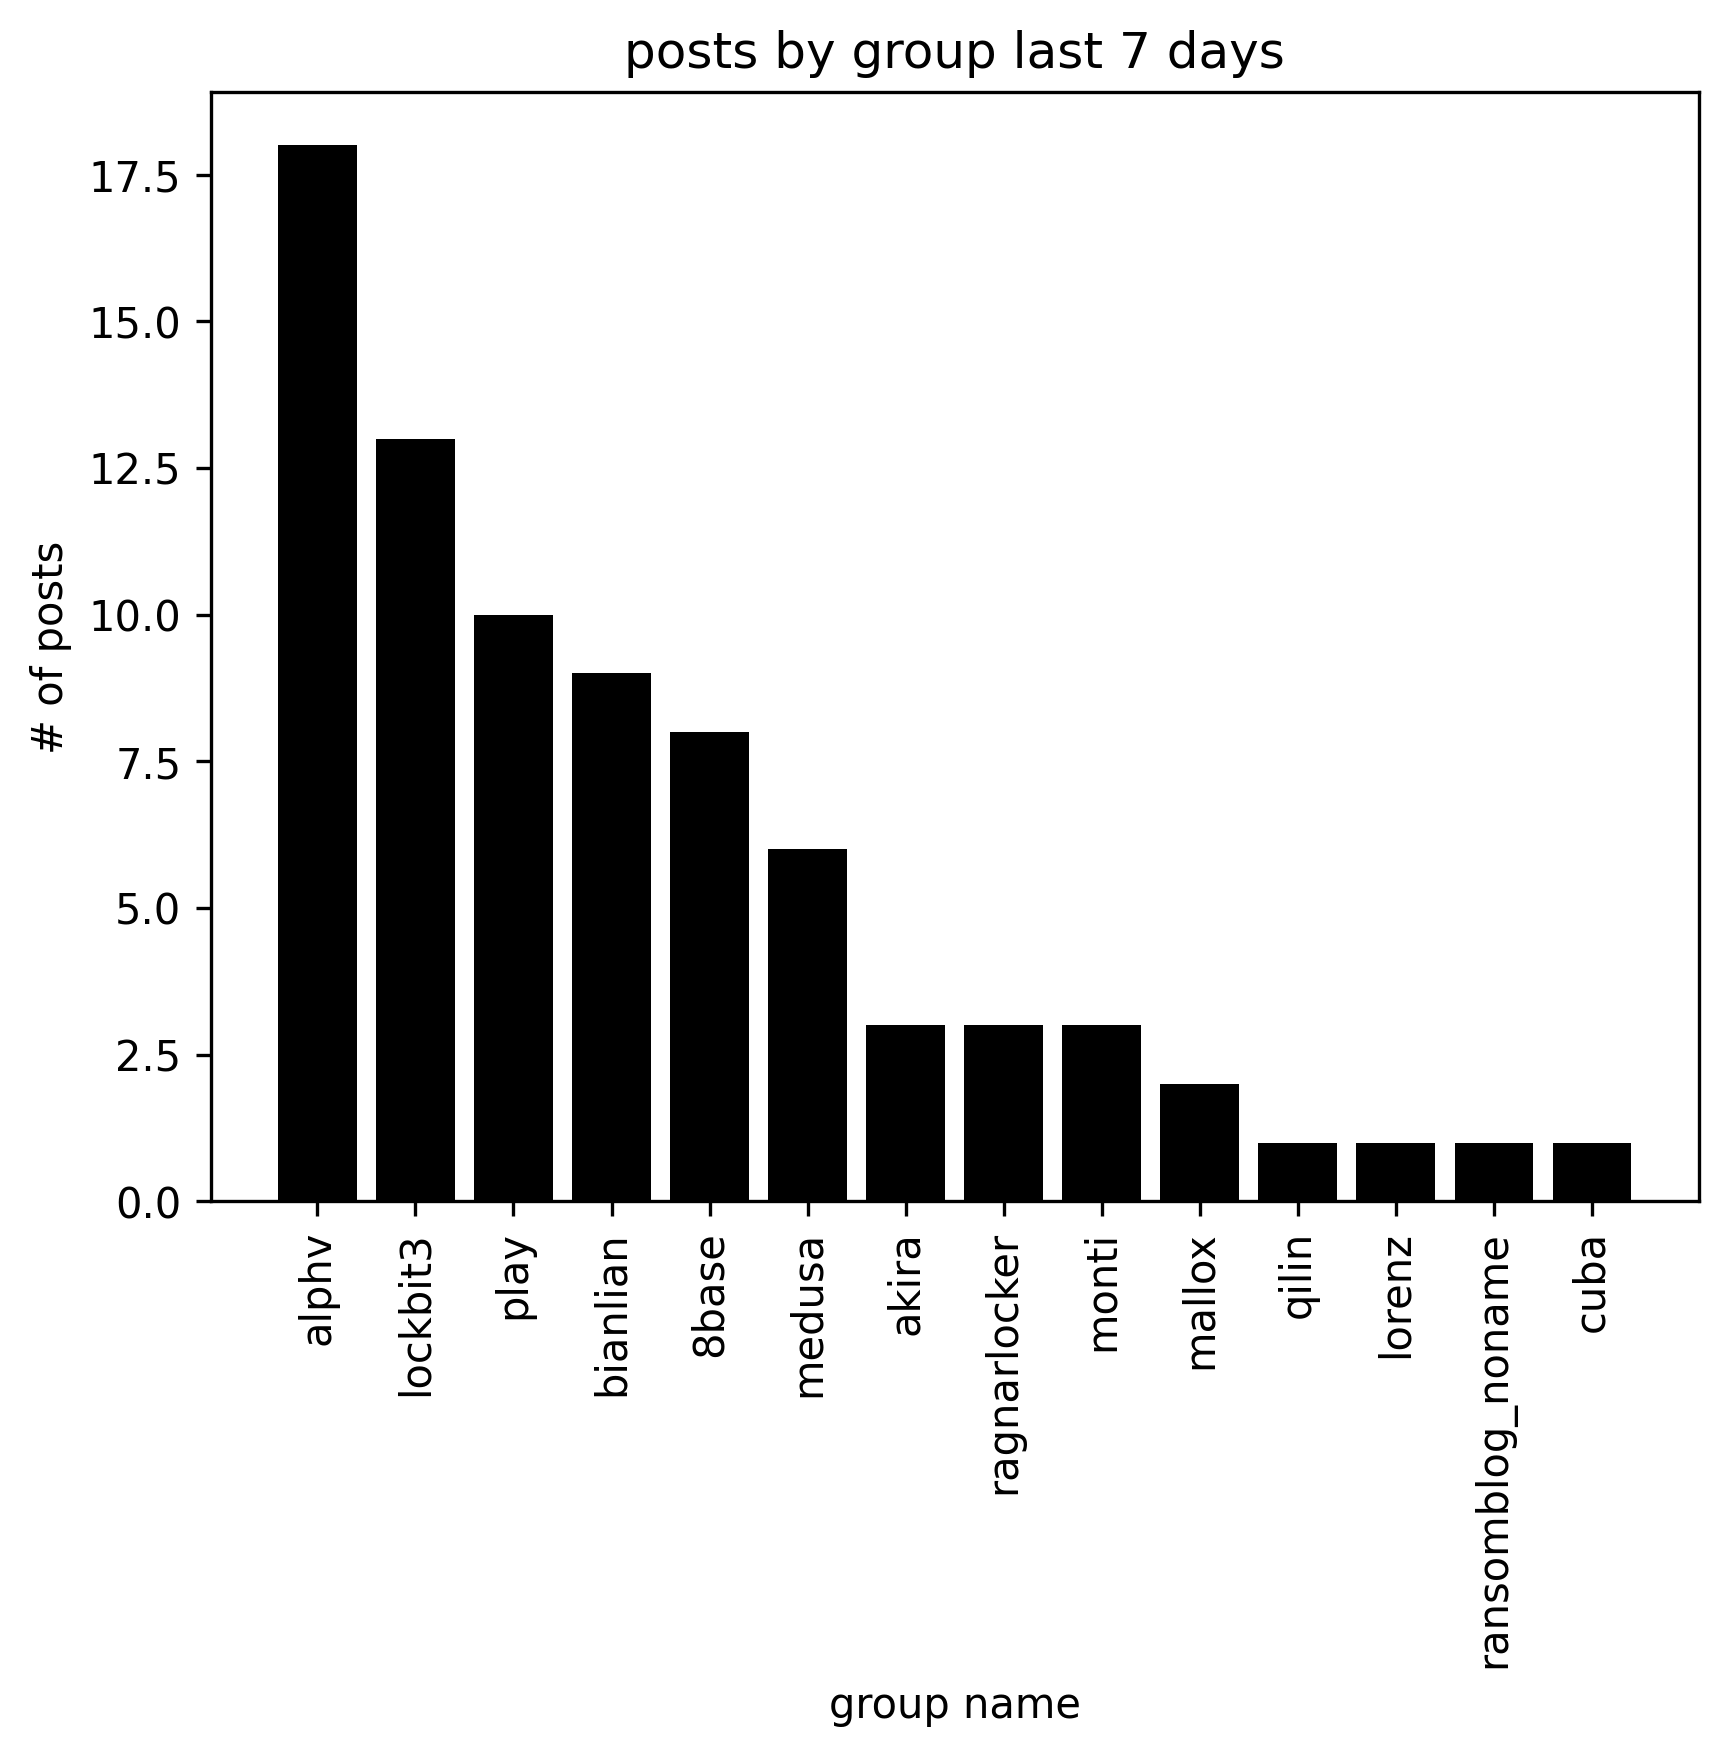 posts by group last 7 days
# of posts
17.5
15.0
12.5
10.0
7.5
5.0
2.5
0.0
alphv
lockbit3
play
bianlian
8base
medusa
akira
ragnarlocker
monti
mallox
qilin
lorenz
ransomblog_noname
cuba
group name